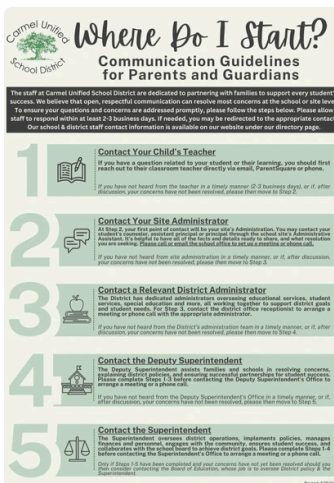 Carmel Unified
School District
Where Do I Start?
Communication Guidelines
for Parents and Guardians
The staff at Carmel Unified School District are dedicated to partnering with families to support every student'
success. We believe that open, respectful communication can resolve most concerns at the school or site leve
To ensure your questions and concerns are addressed promptly, please follow the steps below. Please allow
staff to respond within at least 2-3 business days. If needed, you may be redirected to the appropriate contac
Our school & district staff contact information is available on our website under our directory page.
1
Contact Your Child's Teacher
If you have a question related to your student or their learning, you should first
reach out to their classroom teacher directly via email, ParentSquare or phone.
If you have not heard from the teacher in a timely manner (2-3 business days), or if, after
discussion, your concerns have not been resolved, please then move to Step 2.
2
Contact Your Site Administrator
At Step 2, your first point of contact will be your site's Administration. You may contact your
student's counselor, assistant principal or principal through the school site's Administrative
Assistant. It's helpful to have all of the facts and details ready to share, and what resolution
you are seeking. Please call or email the school office to set up a meeting or phone call.
If you have not heard from site administration in a timely manner, or if, after discussion,
your concerns have not been resolved, please then move to Step 3.
3
Contact a Relevant District Administrator
The District has dedicated administrators overseeing educational services, student
services, special education and more, all working together to support district goals
and student needs. For Step 3, contact the district office receptionist to arrange a
meeting or phone call with the appropriate administrator.
If you have not heard from the District's administration team in a timely manner, or if, after
discussion, your concerns have not been resolved, please then move to Step 4.
4
Contact the Deputy Superintendent
The Deputy Superintendent assists families and schools in resolving concerns,
explaining district policies, and ensuring successful partnerships for student success.
Please complete Steps 1-3 before contacting the Deputy Superintendent's Office to
arrange a meeting or a phone call.
If you have not heard from the Deputy Superintendent's Office in a timely manner, or if, after
discussion, your concerns have not been resolved, please then move to Step 5.
5
Contact the Superintendent
The Superintendent oversees district operations, implements policies, manages
finances and personnel, engages with the community, ensures student success, and
collaborates with the school board to achieve district goals. Please complete Steps 1-4
before contacting the Superintendent's Office to arrange a meeting or a phone call.
Only if Steps 1-5 have been completed and your concerns have not been resolved should you
then consider contacting the Board of Education, whose job is to oversee District policy & the
Superintendent.